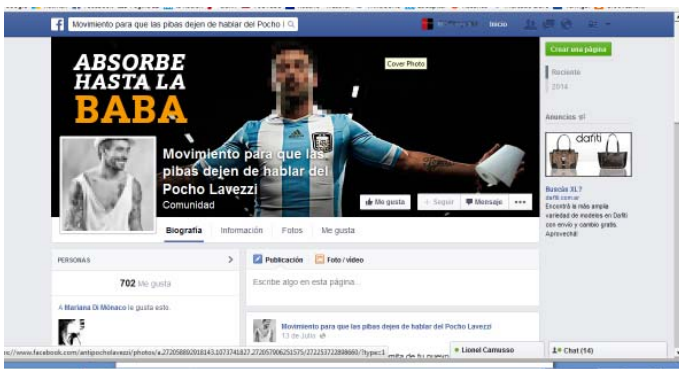 Movimiento para que las pibas dejen de hablar del Pocho l
Inicio
ABSORBE
HASTA LA
BABA
Cover Photo
Movimiento para que las
pibas dejen de hablar del
Pocho Lavezzi
Comunidad
Me gusta
Seguir
Mensaje
Biografía
Información
Fotos
Me gusta
Crear una página
Reciente
2014
Anuncios
dafiti
Buscás XL?
dafiti.com.ar
Encontrá la más amplia
variedad de modelos en Dafiti
con envío y cambio gratis.
Aprovechá!
PERSONAS
702 Me gusta
A Mariana Di Mónaco le gusta esto.
Publicación
Foto / video
Escribe algo en esta página...
Movimiento para que las pibas dejen de hablar del Pocho Lavezzi
13 de Julio
Lionel Camusso
Chat (14)